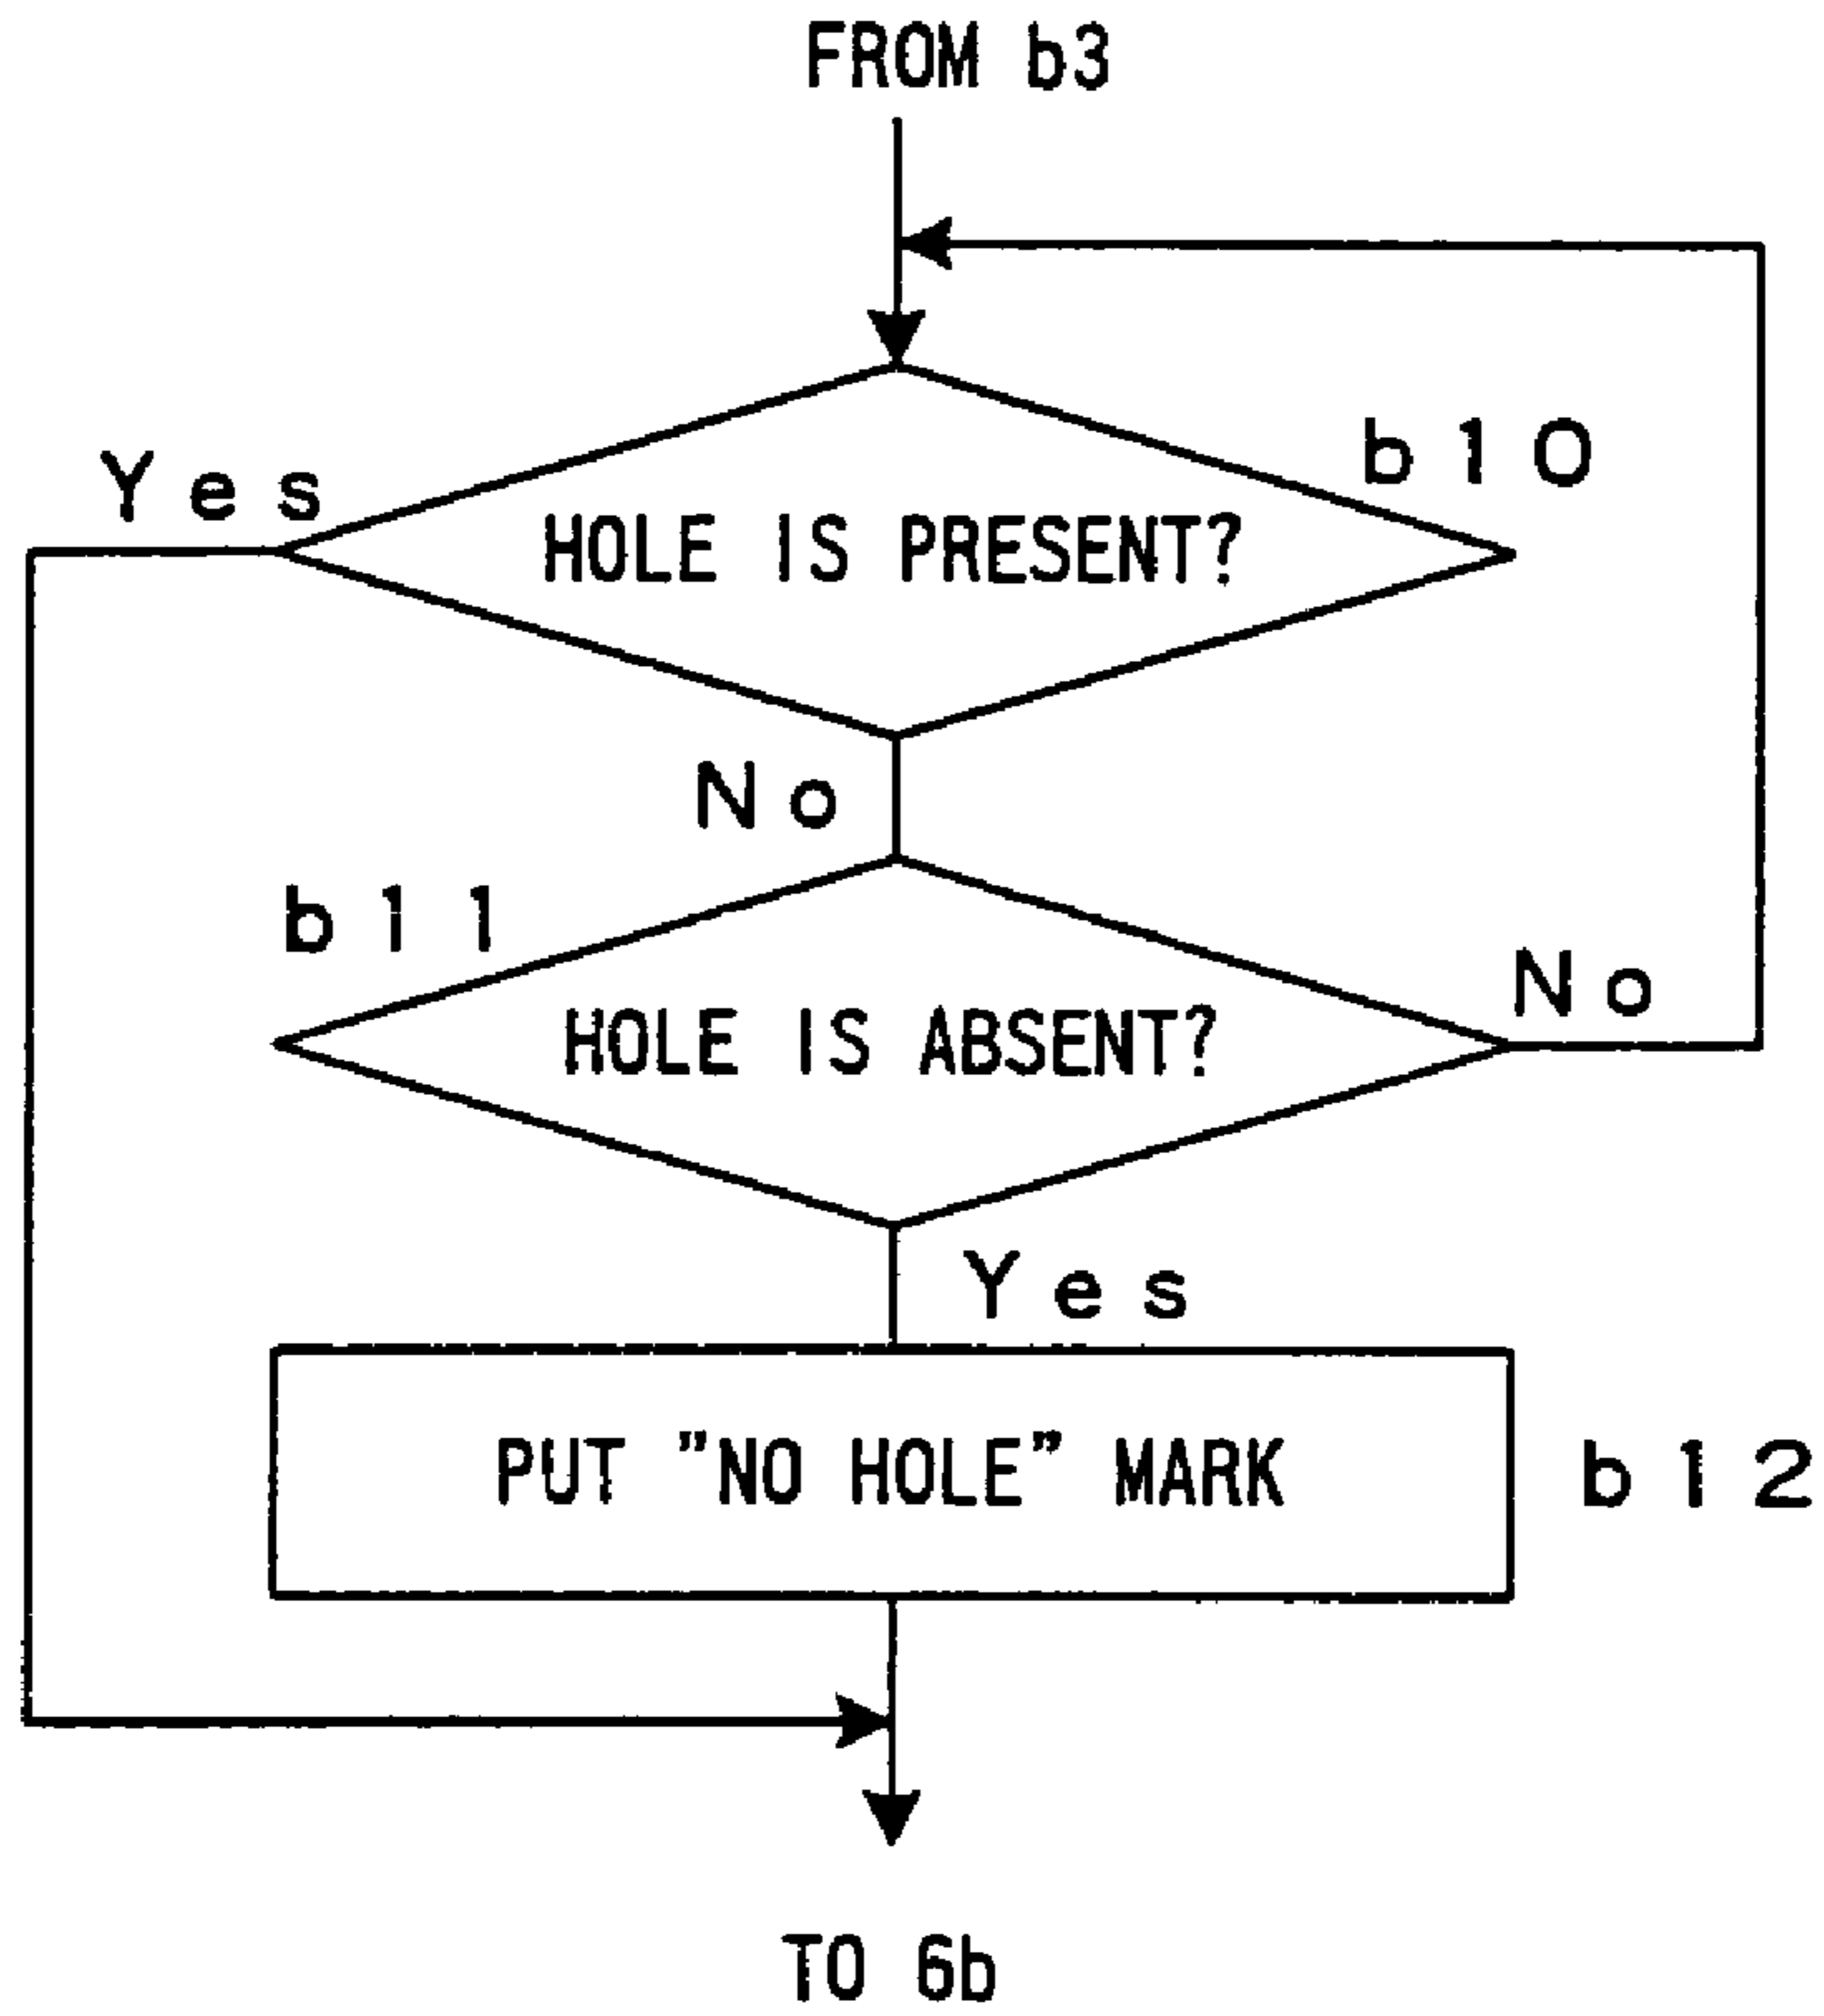 FROM b3
b10
Yes
HOLE IS PRESENT?
No
b11
No
HOLE IS ABSENT?
Yes
PUT "NO HOLE" MARK
b12
TO 6b